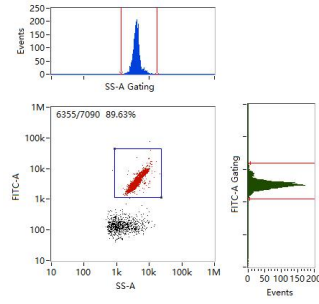 250
200
150
100
50
0
Events
SS-A Gating
1M
100k
10k
1k
100
10
FITC-A
6355/7090 89.63%
10 100 1k 10k 100k 1M
SS-A
FITC-A Gating
0 50 100 150 200
Events